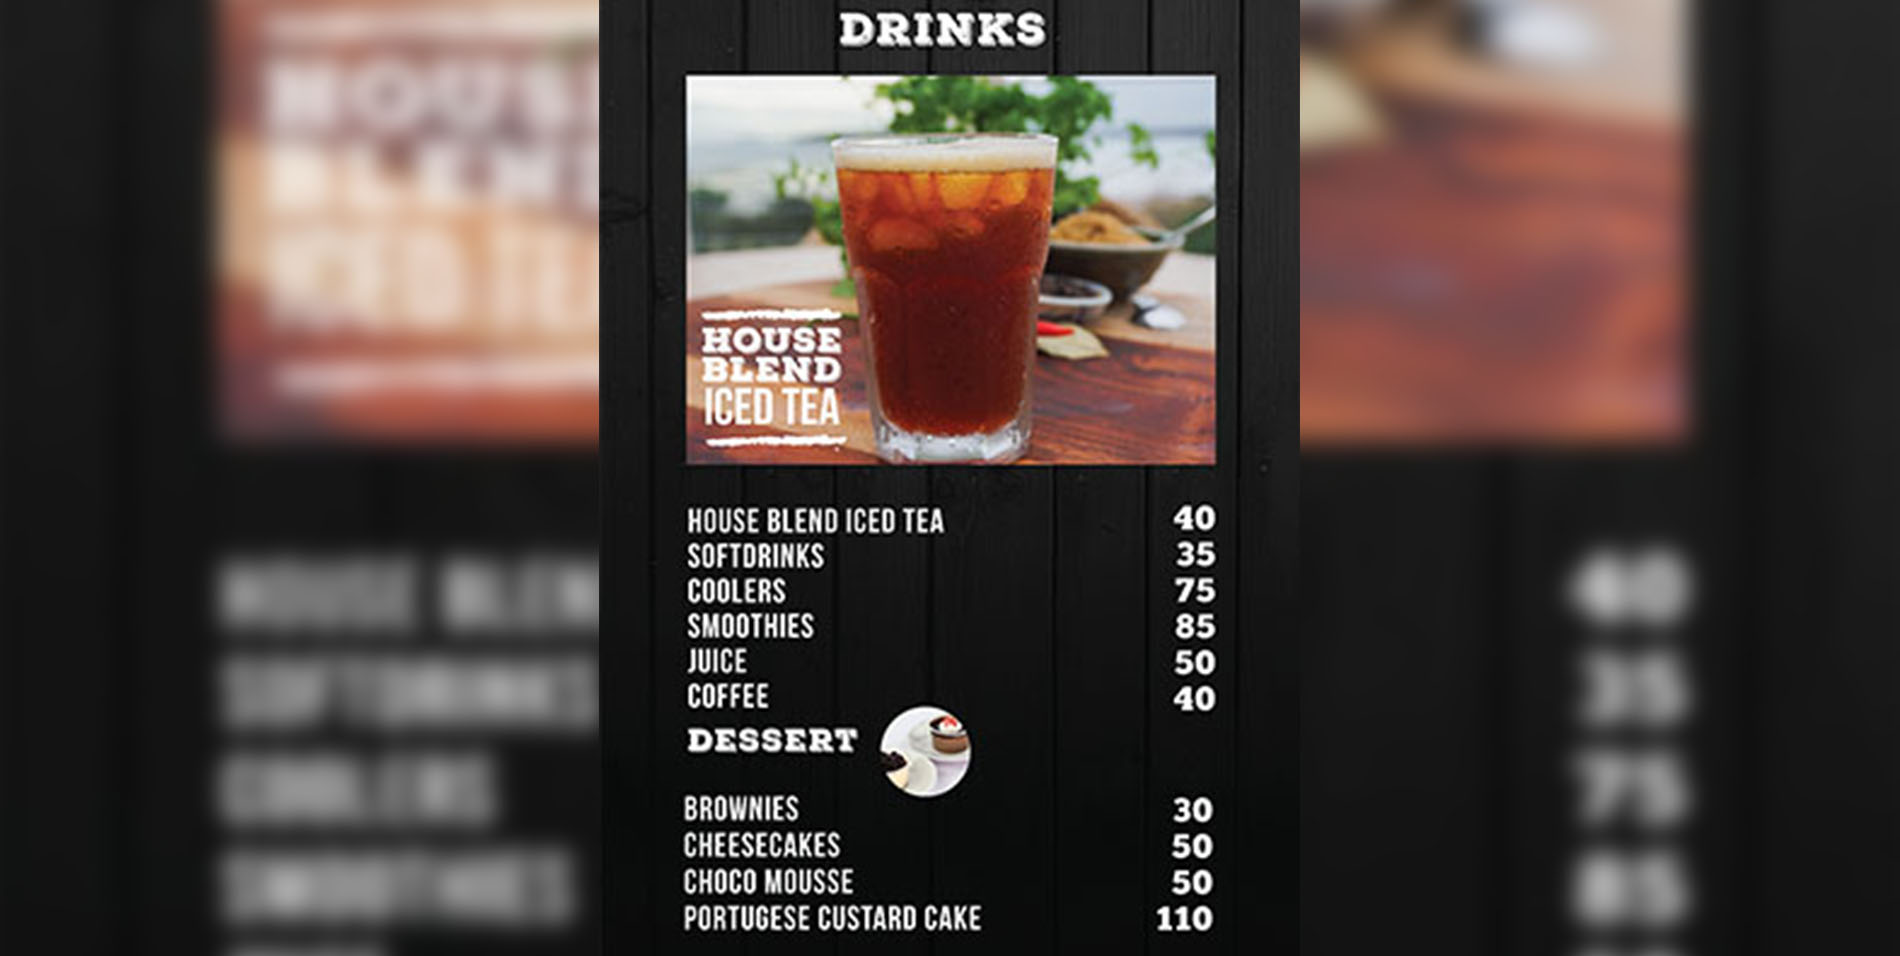 DRINKS
HOUSE
BLEND
ICED TEA
HOUSE BLEND ICED TEA 40
SOFTDRINKS 35
COOLERS 75
SMOOTHIES 85
JUICE 50
COFFEE 40
DESSERT
BROWNIES 30
CHEESECAKES 50
CHOCO MOUSSE 50
PORTUGESE CUSTARD CAKE 110